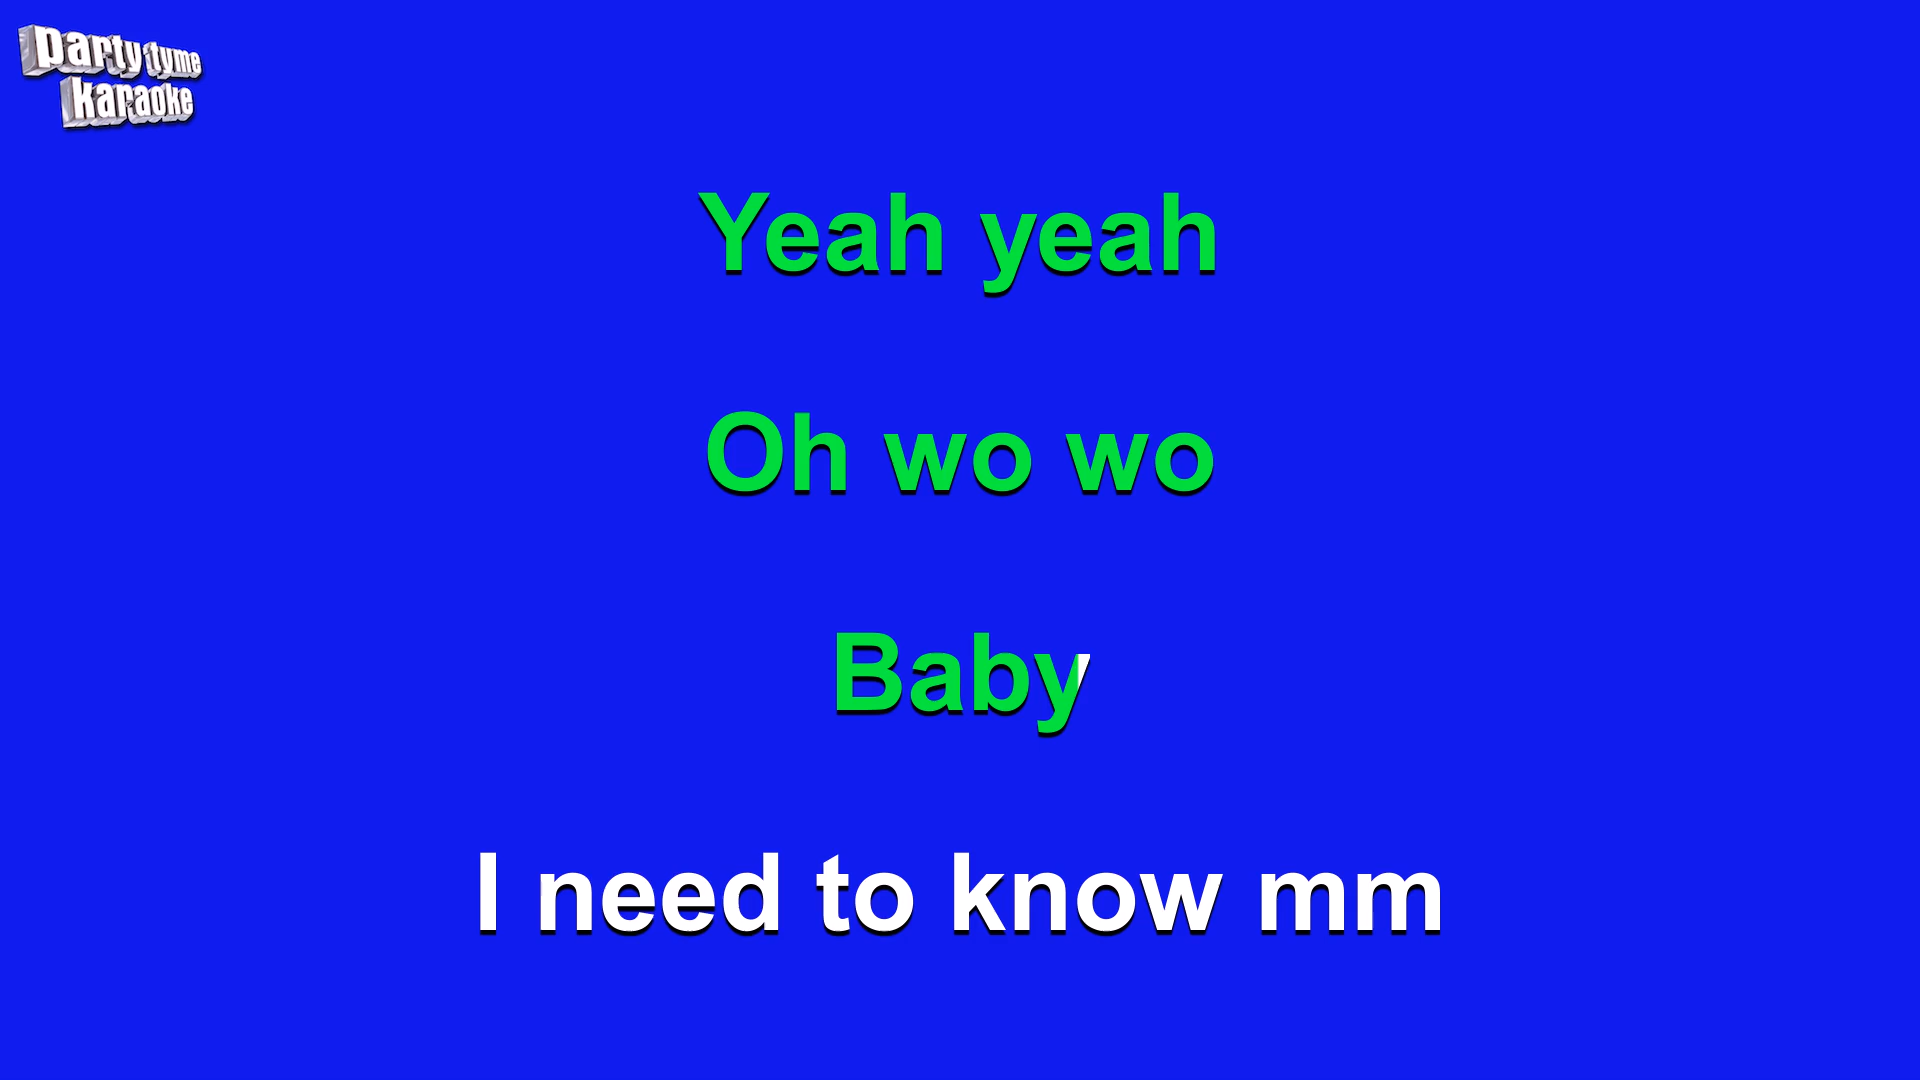 party tyme
karaoke
Yeah yeah
Oh wo wo
Baby
I need to know mm